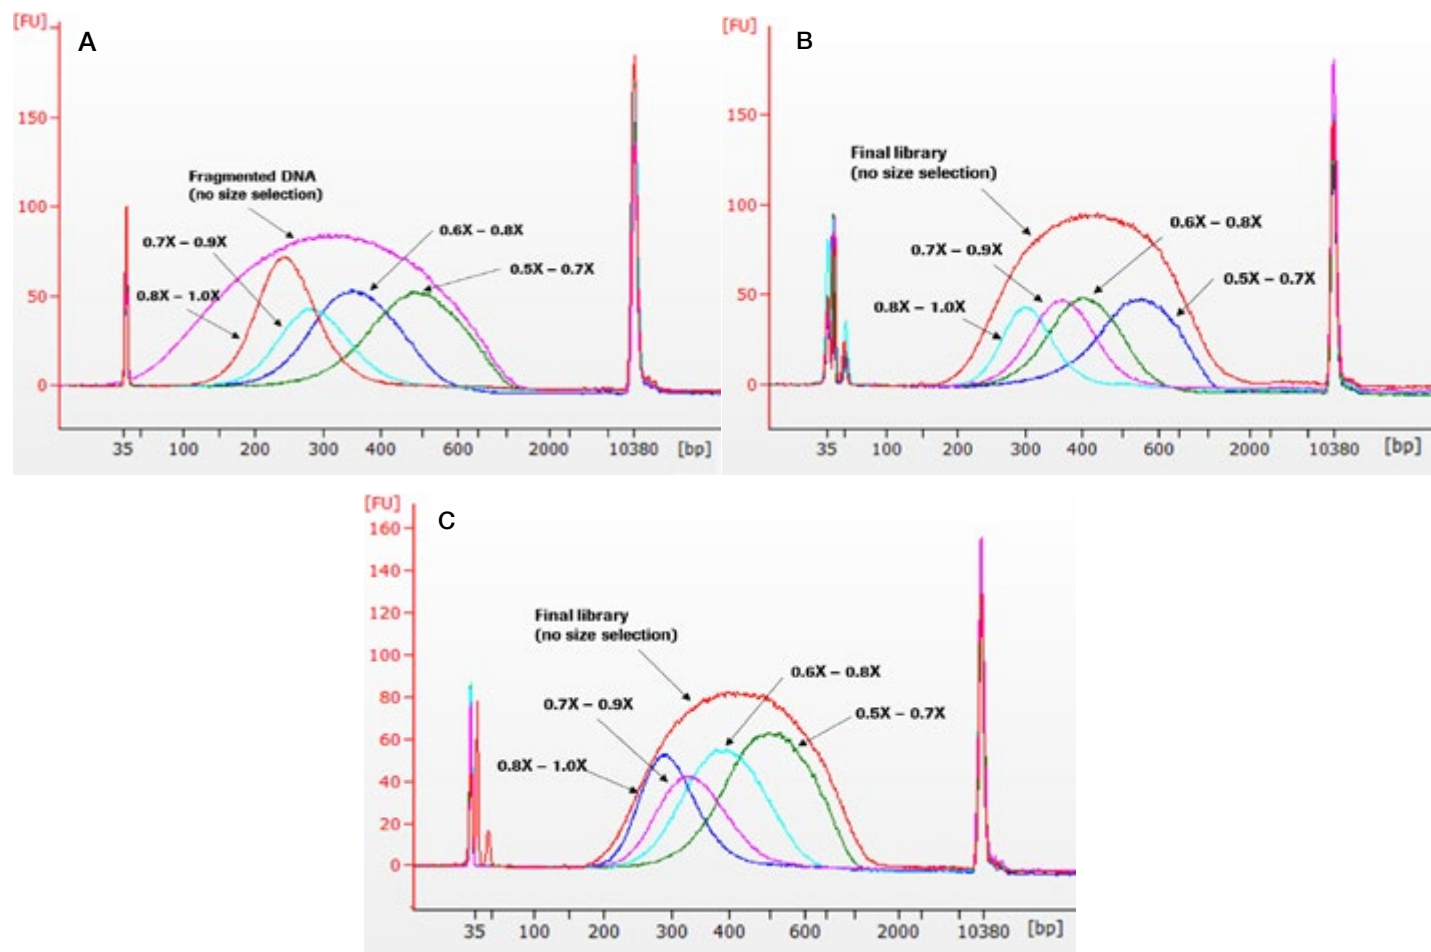 [FU]
A
150
100
50
0
Fragmented DNA
(no size selection)
0.7X – 0.9X
0.6X – 0.8X
0.5X – 0.7X
0.8X – 1.0X
35 100 200 300 400 600 2000 10380 [bp]
[FU]
B
150
100
50
0
Final library
(no size selection)
0.6X – 0.8X
0.7X – 0.9X
0.5X – 0.7X
0.8X – 1.0X
35 100 200 300 400 600 2000 10380 [bp]
[FU]
C
160
140
120
100
80
60
40
20
0
Final library
(no size selection)
0.6X – 0.8X
0.7X – 0.9X
0.5X – 0.7X
0.8X – 1.0X
35 100 200 300 400 600 2000 10380 [bp]